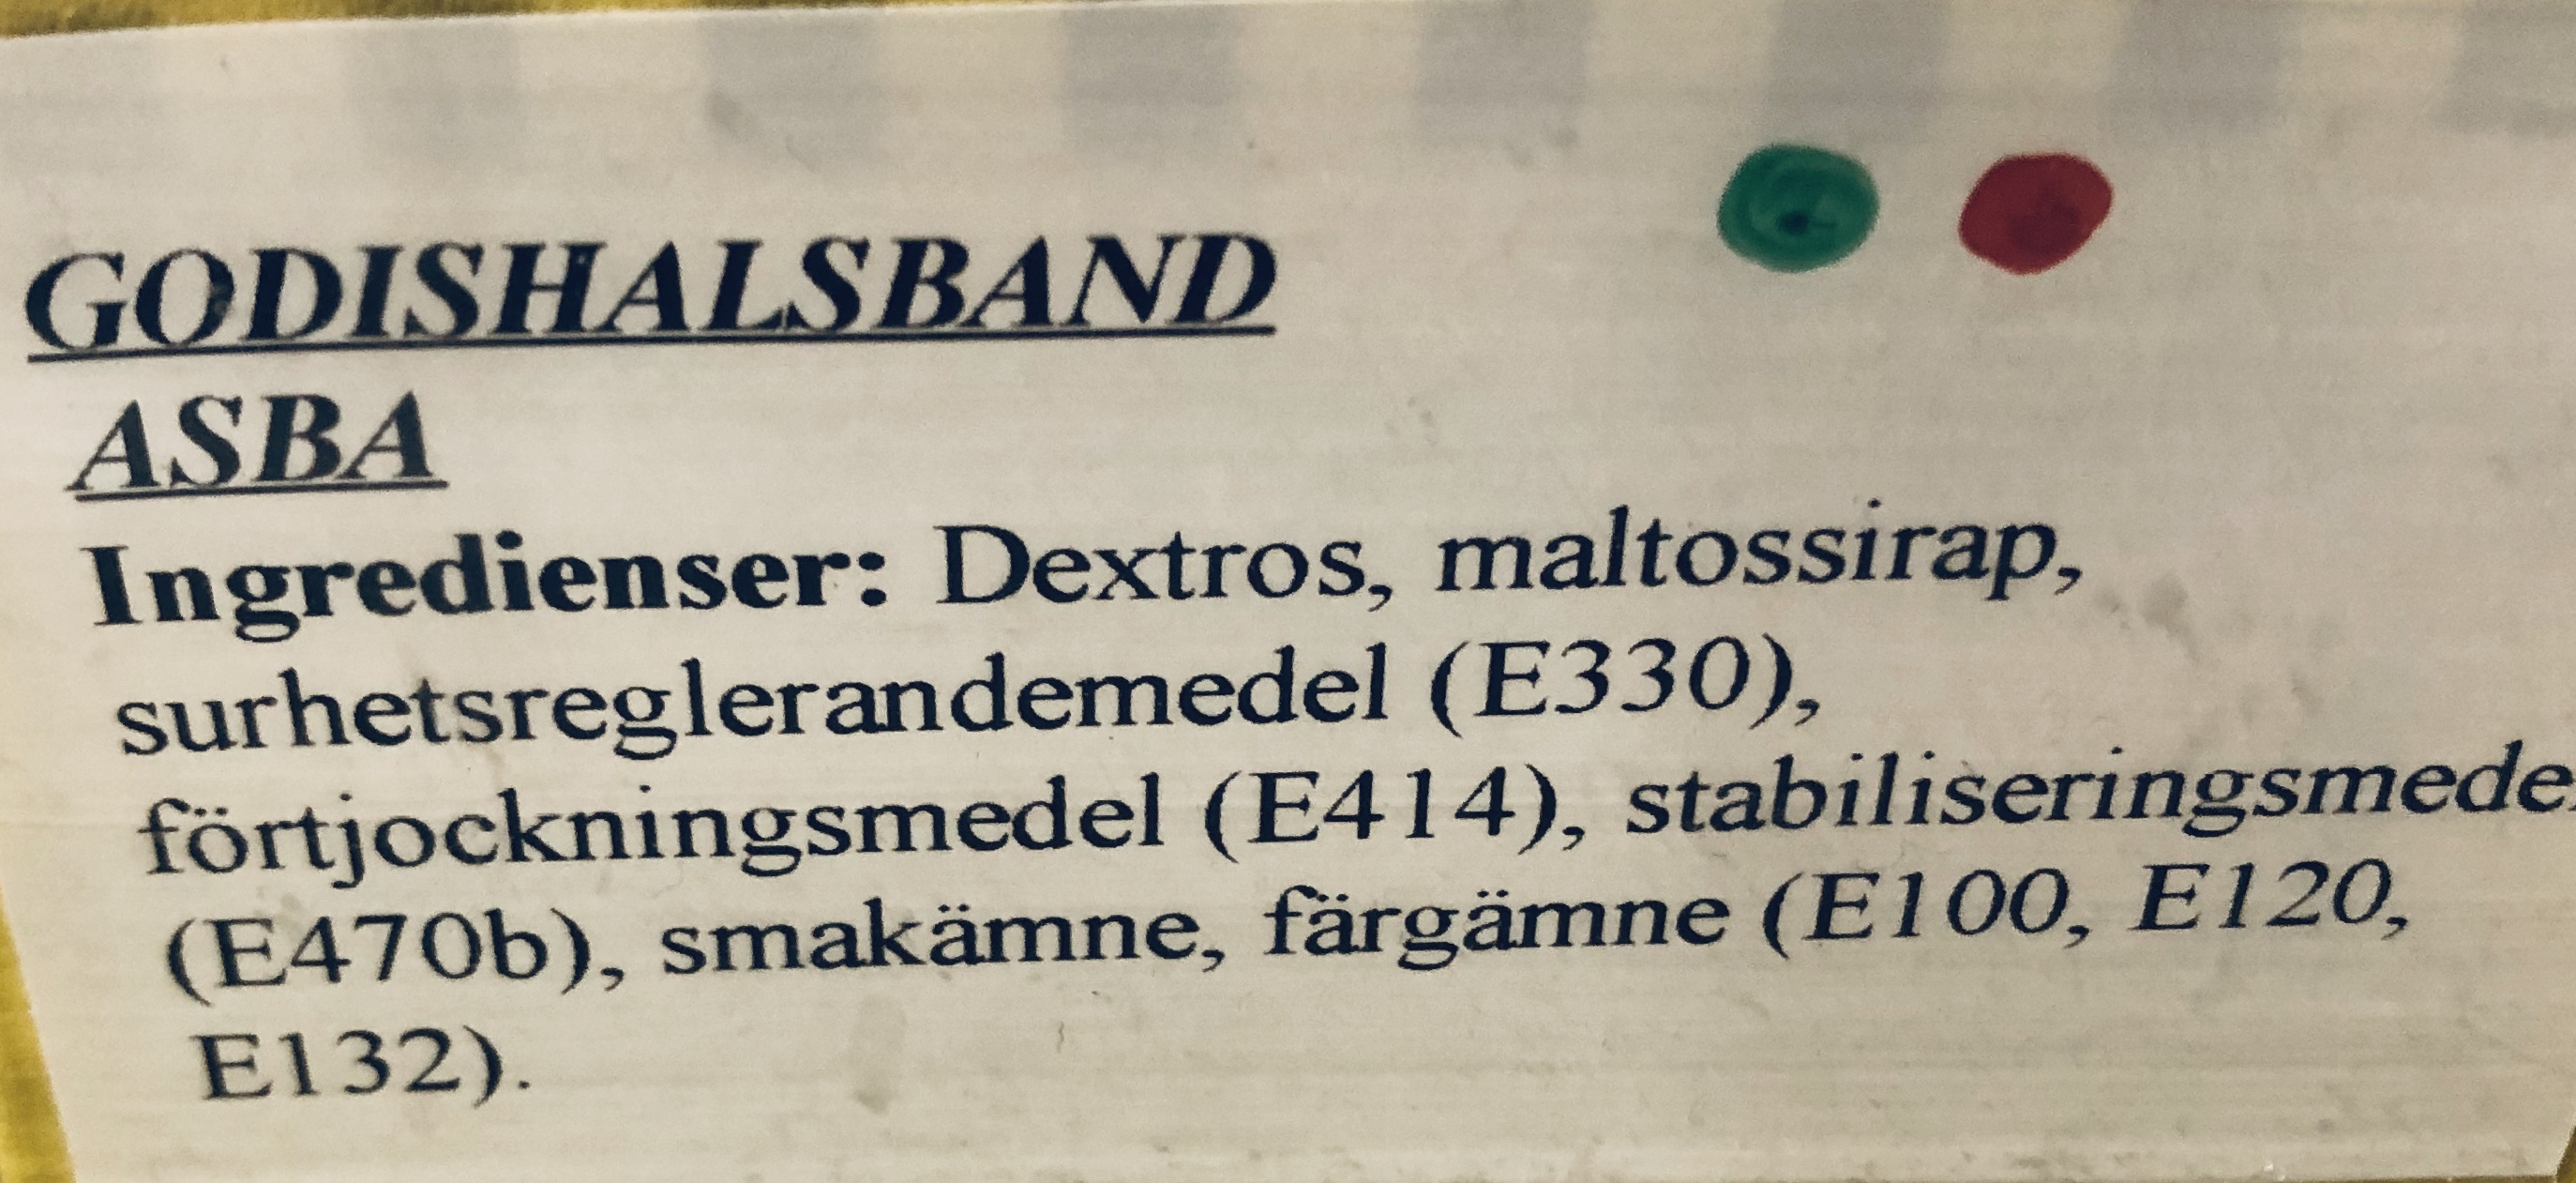 GODISHALSBAND
ASBA
Ingredienser: Dextros, maltossirap,
surhetsreglerandemedel (E330),
förtjockningsmedel (E414), stabiliseringsmede
(E470b), smakämne, färgämne (E100, E120,
E132).